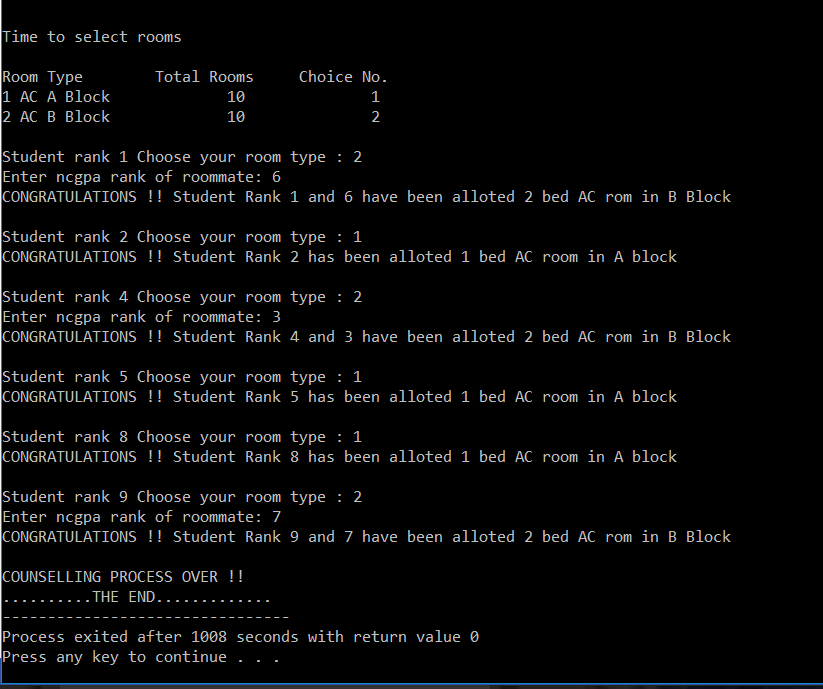 Time to select rooms
Room Type Total Rooms Choice No.
1 AC A Block 10 1
2 AC B Block 10 2
Student rank 1 Choose your room type : 2
Enter ncgpa rank of roommate: 6
CONGRATULATIONS !! Student Rank 1 and 6 have been alloted 2 bed AC rom in B Block
Student rank 2 Choose your room type : 1
CONGRATULATIONS !! Student Rank 2 has been alloted 1 bed AC room in A block
Student rank 4 Choose your room type : 2
Enter ncgpa rank of roommate: 3
CONGRATULATIONS !! Student Rank 4 and 3 have been alloted 2 bed AC rom in B Block
Student rank 5 Choose your room type : 1
CONGRATULATIONS !! Student Rank 5 has been alloted 1 bed AC room in A block
Student rank 8 Choose your room type : 1
CONGRATULATIONS !! Student Rank 8 has been alloted 1 bed AC room in A block
Student rank 9 Choose your room type : 2
Enter ncgpa rank of roommate: 7
CONGRATULATIONS !! Student Rank 9 and 7 have been alloted 2 bed AC rom in B Block
COUNSELLING PROCESS OVER !!
..........THE END.............
--------------------------------
Process exited after 1008 seconds with return value 0
Press any key to continue . . .